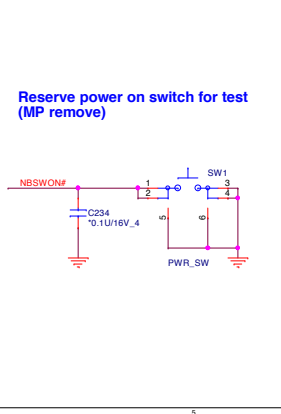 Reserve power on switch for test
(MP remove)
SW1
NBSWON#
1
3
2
4
C234
*0.1U/16V_4
5
6
PWR_SW
5